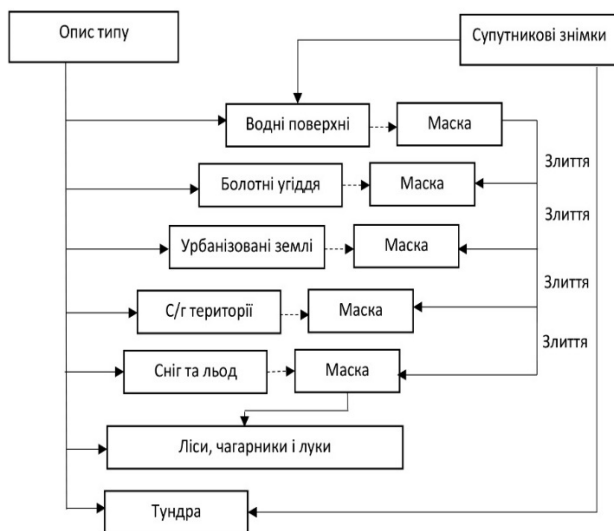 Опис типу
Супутникові знімки
Водні поверхні
Маска
Злиття
Болотні угіддя
Маска
Злиття
Урбанізовані землі
Маска
Злиття
С/г території
Маска
Злиття
Сніг та льод
Маска
Ліси, чагарники і луки
Тундра